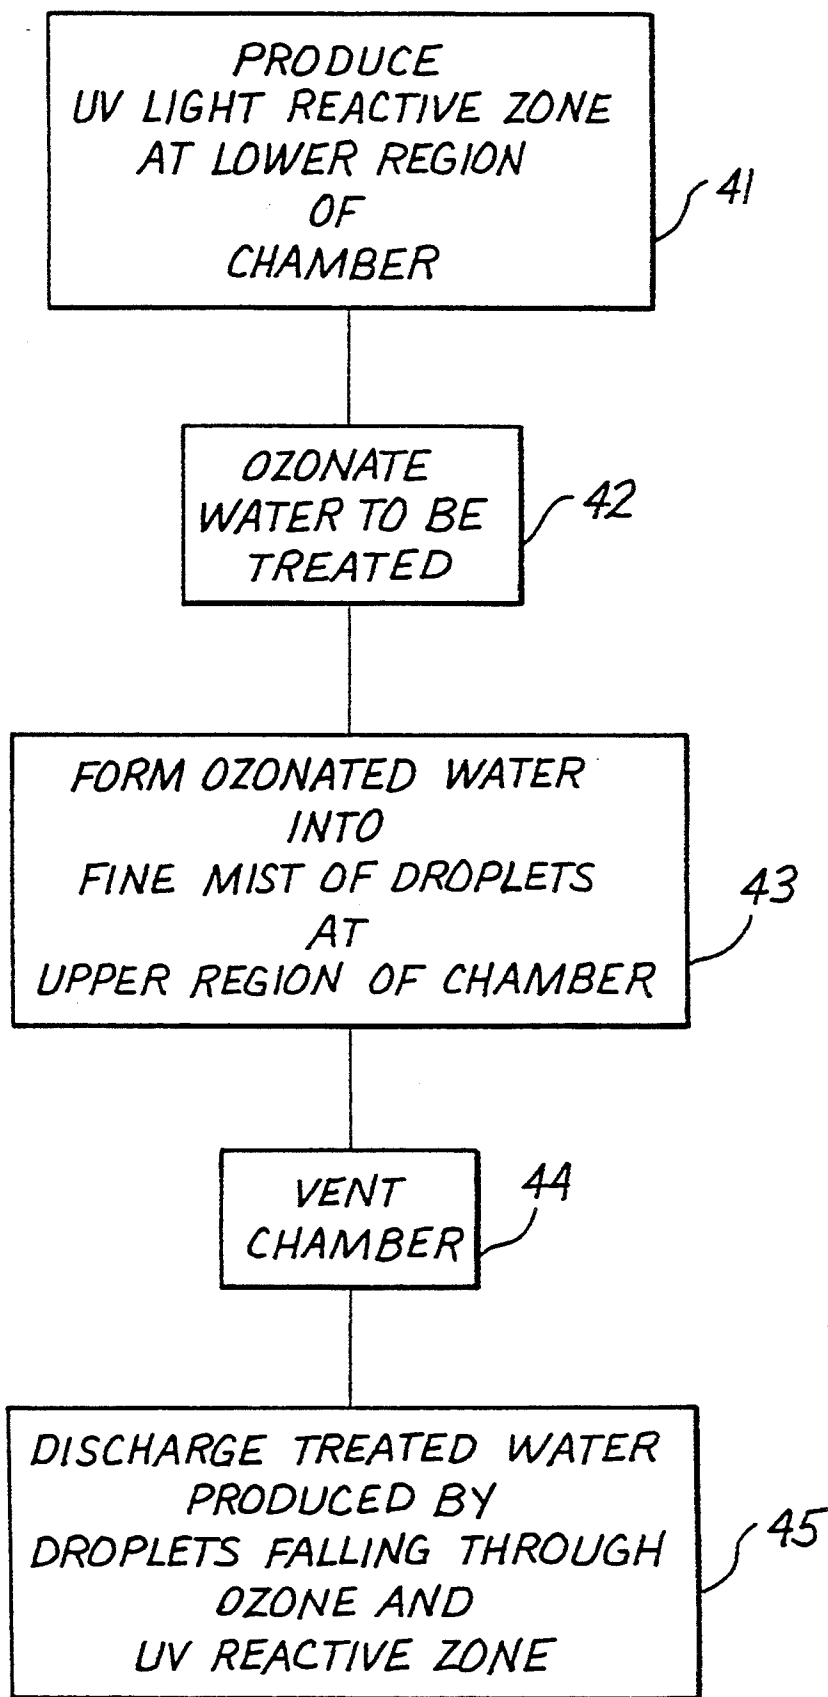 PRODUCE
UV LIGHT REACTIVE ZONE
AT LOWER REGION
OF
CHAMBER
41
OZONATE
WATER TO BE
TREATED
42
FORM OZONATED WATER
INTO
FINE MIST OF DROPLETS
AT
UPPER REGION OF CHAMBER
43
VENT
CHAMBER
44
DISCHARGE TREATED WATER
PRODUCED BY
DROPLETS FALLING THROUGH
OZONE AND
UV REACTIVE ZONE
45